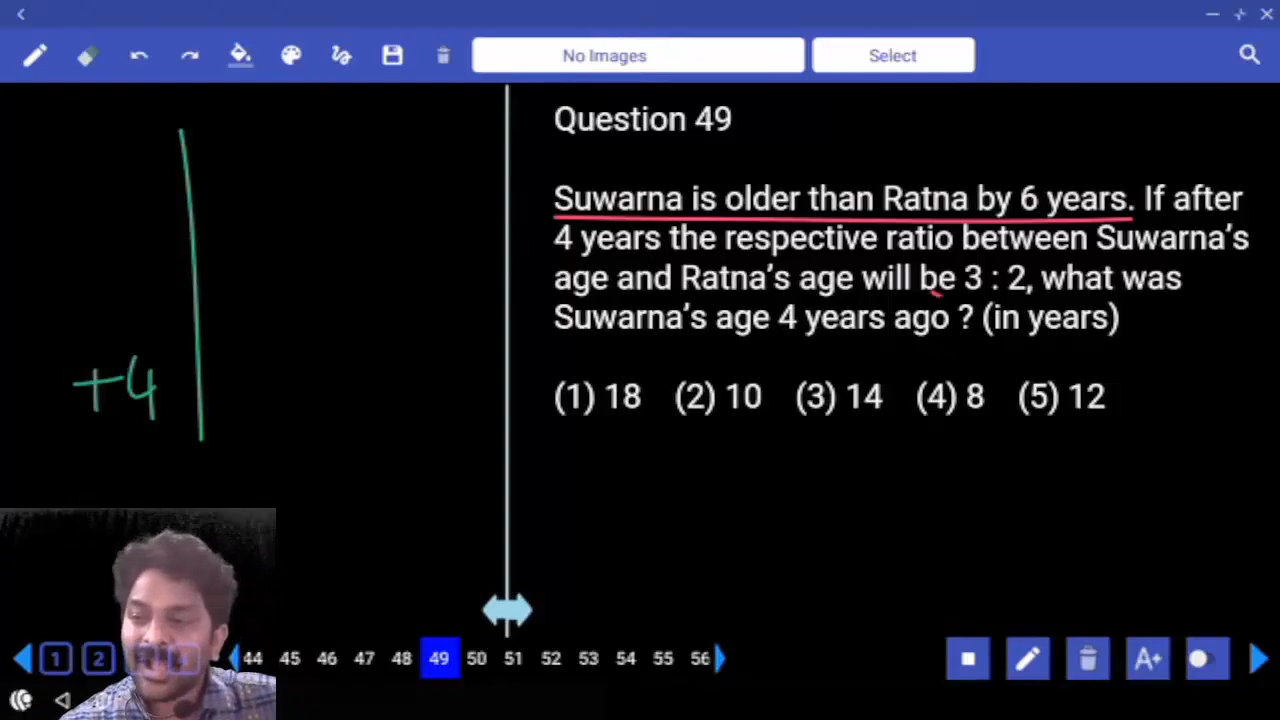 No Images
Select
Question 49
Suwarna is older than Ratna by 6 years. If after
4 years the respective ratio between Suwarna's
age and Ratna's age will be 3 : 2, what was
Suwarna's age 4 years ago ? (in years)
(1) 18 (2) 10 (3) 14 (4) 8 (5) 12
+4
1 2 44 45 46 47 48 49 50 51 52 53 54 55 56
A+